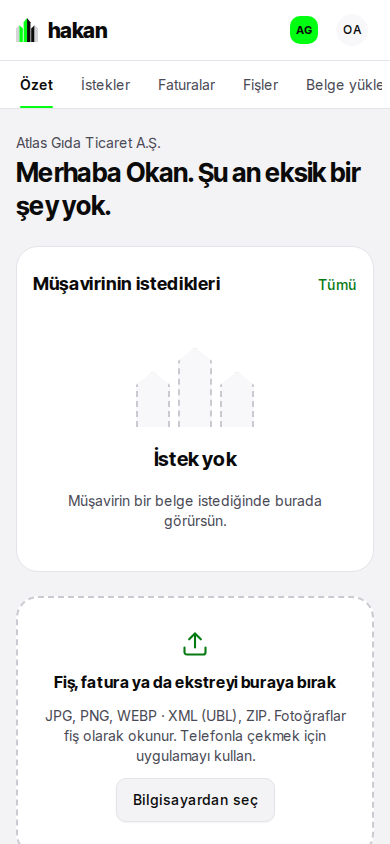 hakan
AG
OA
Özet
İstekler
Faturalar
Fişler
Belge yükle
Atlas Gıda Ticaret A.Ş.
Merhaba Okan. Şu an eksik bir
şey yok.
Müşavirinin istedikleri
Tümü
İstek yok
Müşavirin bir belge istediğinde burada
görürsün.
Fiş, fatura ya da ekstreyi buraya bırak
JPG, PNG, WEBP · XML (UBL), ZIP. Fotoğraflar
fiş olarak okunur. Telefonla çekmek için
uygulamayı kullan.
Bilgisayardan seç